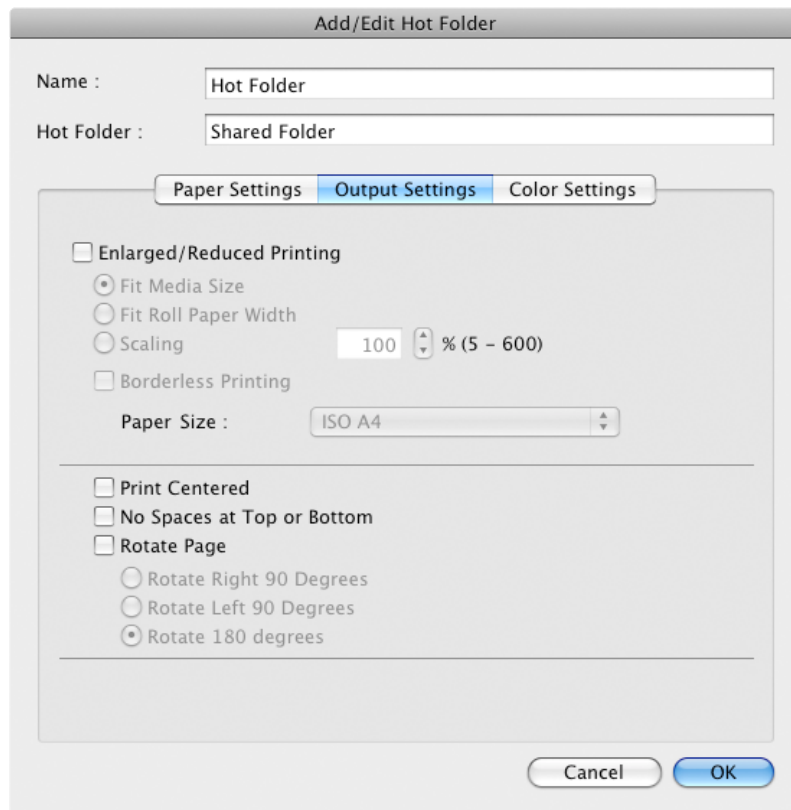 Add/Edit Hot Folder
Name :
Hot Folder
Hot Folder :
Shared Folder
Paper Settings
Output Settings
Color Settings
Enlarged/Reduced Printing
Fit Media Size
Fit Roll Paper Width
Scaling
100
% (5 – 600)
Borderless Printing
Paper Size :
ISO A4
Print Centered
No Spaces at Top or Bottom
Rotate Page
Rotate Right 90 Degrees
Rotate Left 90 Degrees
Rotate 180 degrees
Cancel
OK